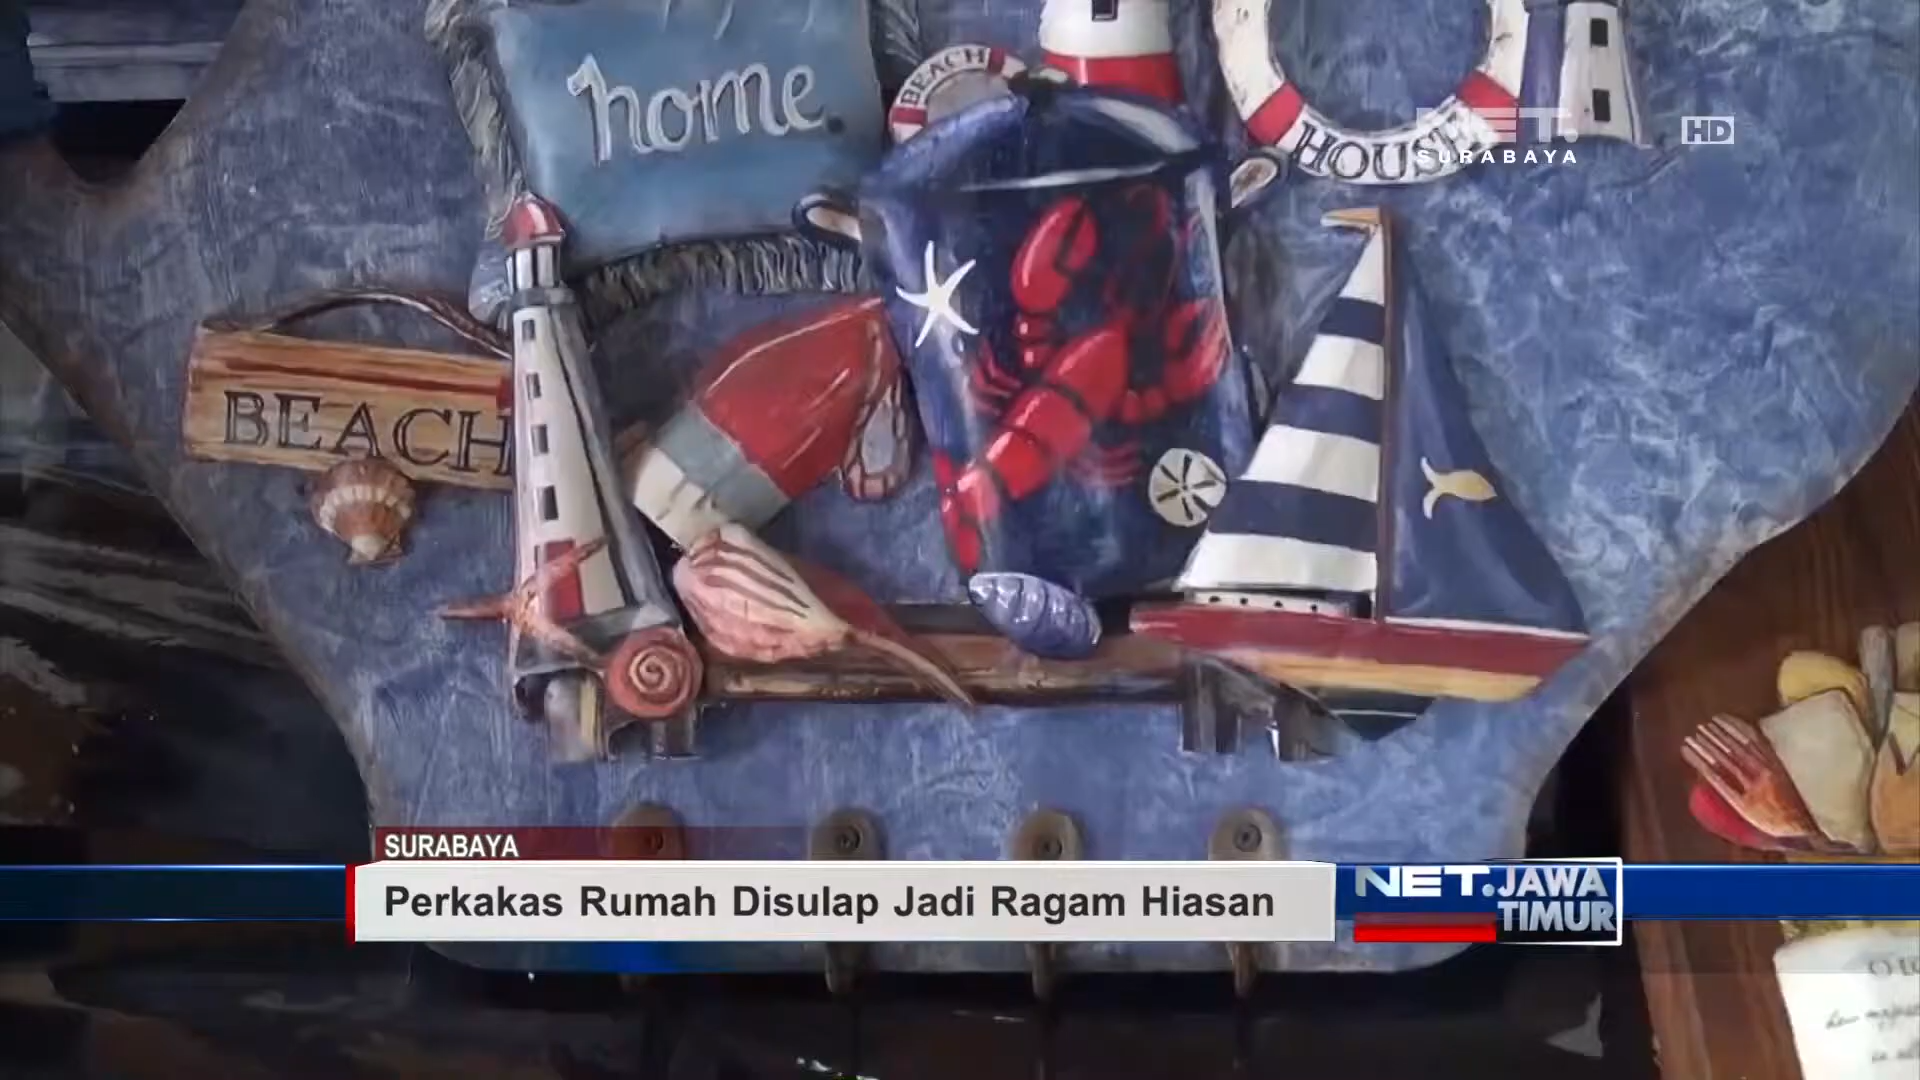 home.
BEACH
HOUSE
NET.
SURABAYA
HD
BEACH
SURABAYA
Perkakas Rumah Disulap Jadi Ragam Hiasan
NET. JAWA
TIMUR